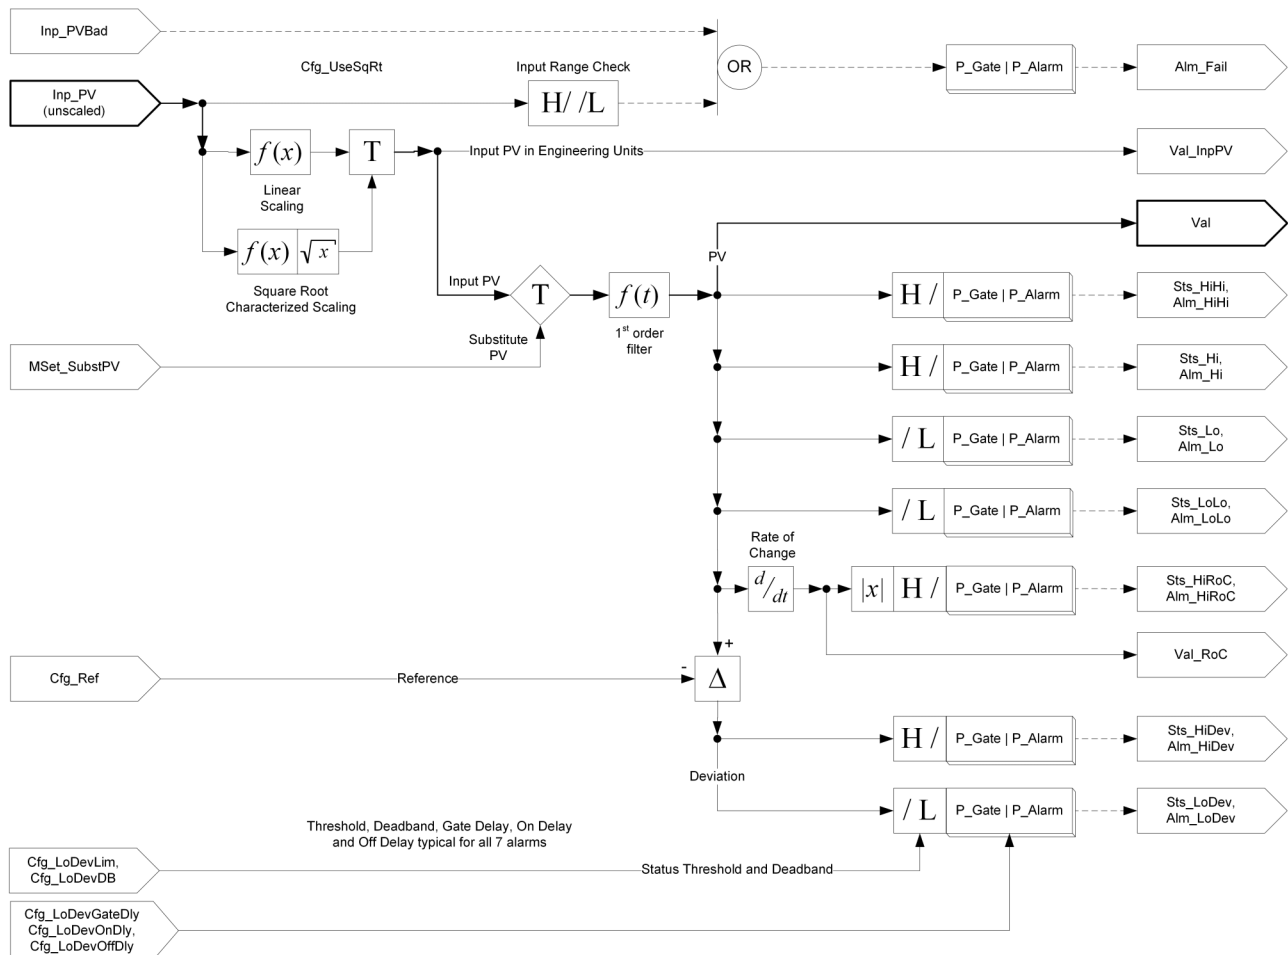 Inp_PVBad
Cfg_UseSqRt
Input Range Check
OR
P_Gate | P_Alarm
Alm_Fail
Inp_PV
(unscaled)
H/ /L
f(x)
T
Input PV in Engineering Units
Val_InpPV
Linear
Scaling
Val
f(x) √x
PV
Square Root
Characterized Scaling
Input PV
T
f(t)
H /
P_Gate | P_Alarm
Sts_HiHi,
Alm_HiHi
1st order
filter
Substitute
PV
MSet_SubstPV
H /
P_Gate | P_Alarm
Sts_Hi,
Alm_Hi
/ L
P_Gate | P_Alarm
Sts_Lo,
Alm_Lo
/ L
P_Gate | P_Alarm
Sts_LoLo,
Alm_LoLo
Rate of
Change
d/dt
|x|
H /
P_Gate | P_Alarm
Sts_HiRoC,
Alm_HiRoC
+
Val_RoC
Cfg_Ref
Reference
-
Δ
H /
P_Gate | P_Alarm
Sts_HiDev,
Alm_HiDev
Deviation
/ L
P_Gate | P_Alarm
Sts_LoDev,
Alm_LoDev
Threshold, Deadband, Gate Delay, On Delay
and Off Delay typical for all 7 alarms
Cfg_LoDevLim,
Cfg_LoDevDB
Status Threshold and Deadband
Cfg_LoDevGateDly
Cfg_LoDevOnDly,
Cfg_LoDevOffDly